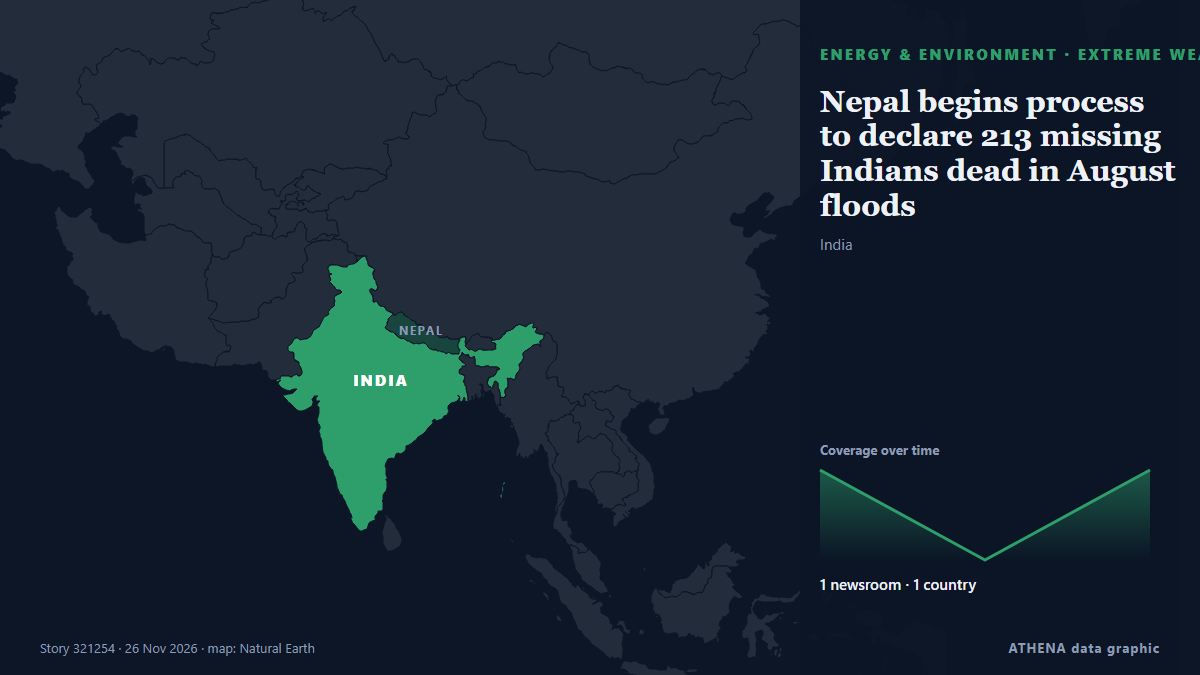 ENERGY & ENVIRONMENT · EXTREME
Nepal begins process
to declare 213 missing
Indians dead in August
floods
India
NEPAL
INDIA
Coverage over time
1 newsroom · 1 country
Story 321254 · 26 Nov 2026 · map: Natural Earth
ATHENA data graphic